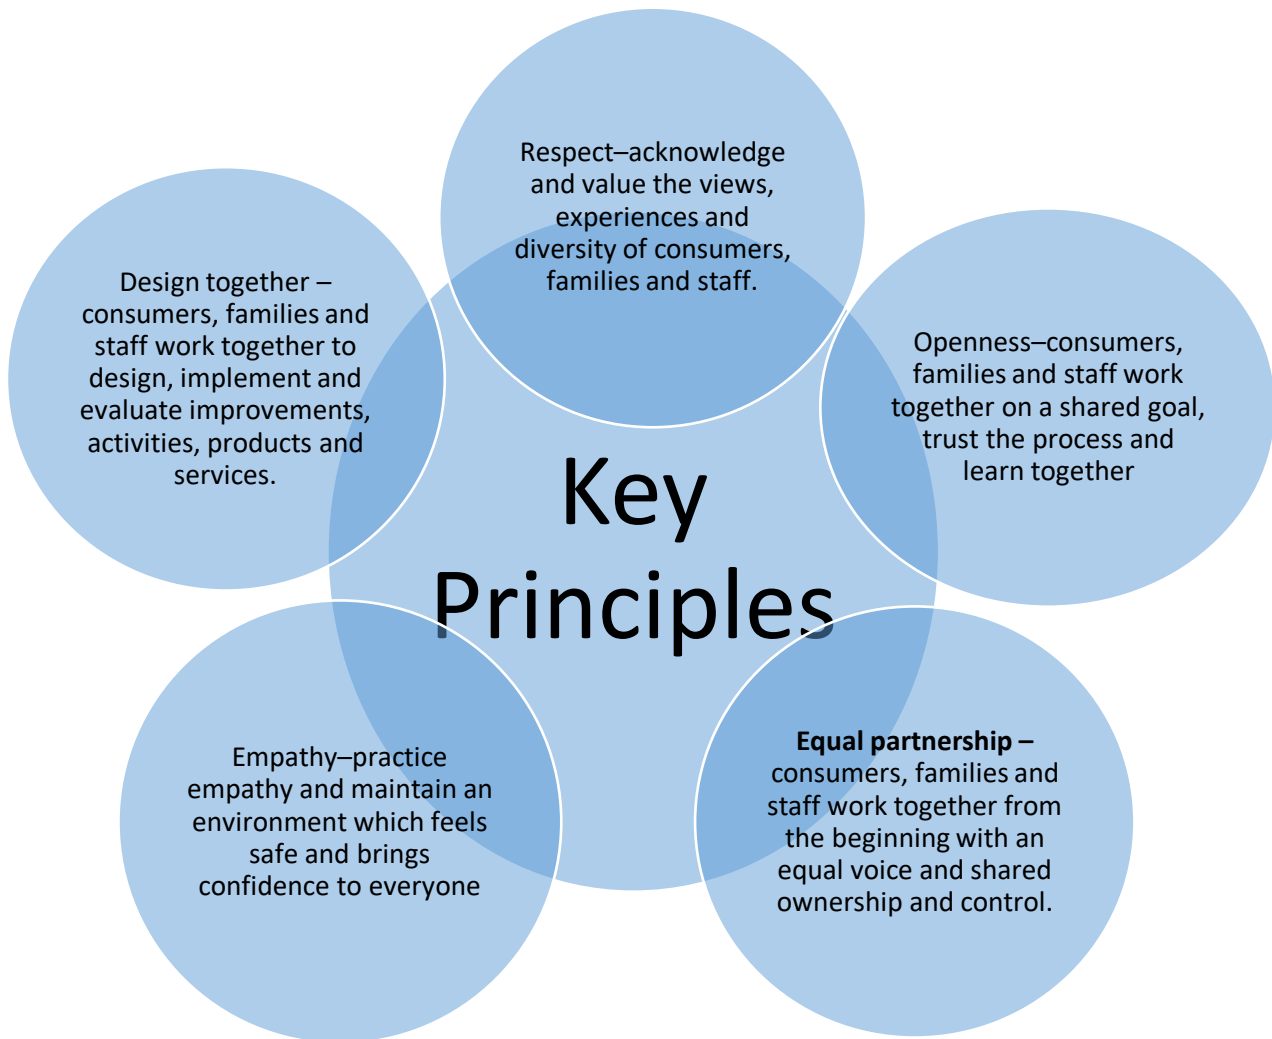 Respect–acknowledge
and value the views,
experiences and
diversity of consumers,
families and staff.
Design together –
consumers, families and
staff work together to
design, implement and
evaluate improvements,
activities, products and
services.
Openness–consumers,
families and staff work
together on a shared goal,
trust the process and
learn together
Key
Principles
Empathy–practice
empathy and maintain an
environment which feels
safe and brings
confidence to everyone
Equal partnership –
consumers, families and
staff work together from
the beginning with an
equal voice and shared
ownership and control.